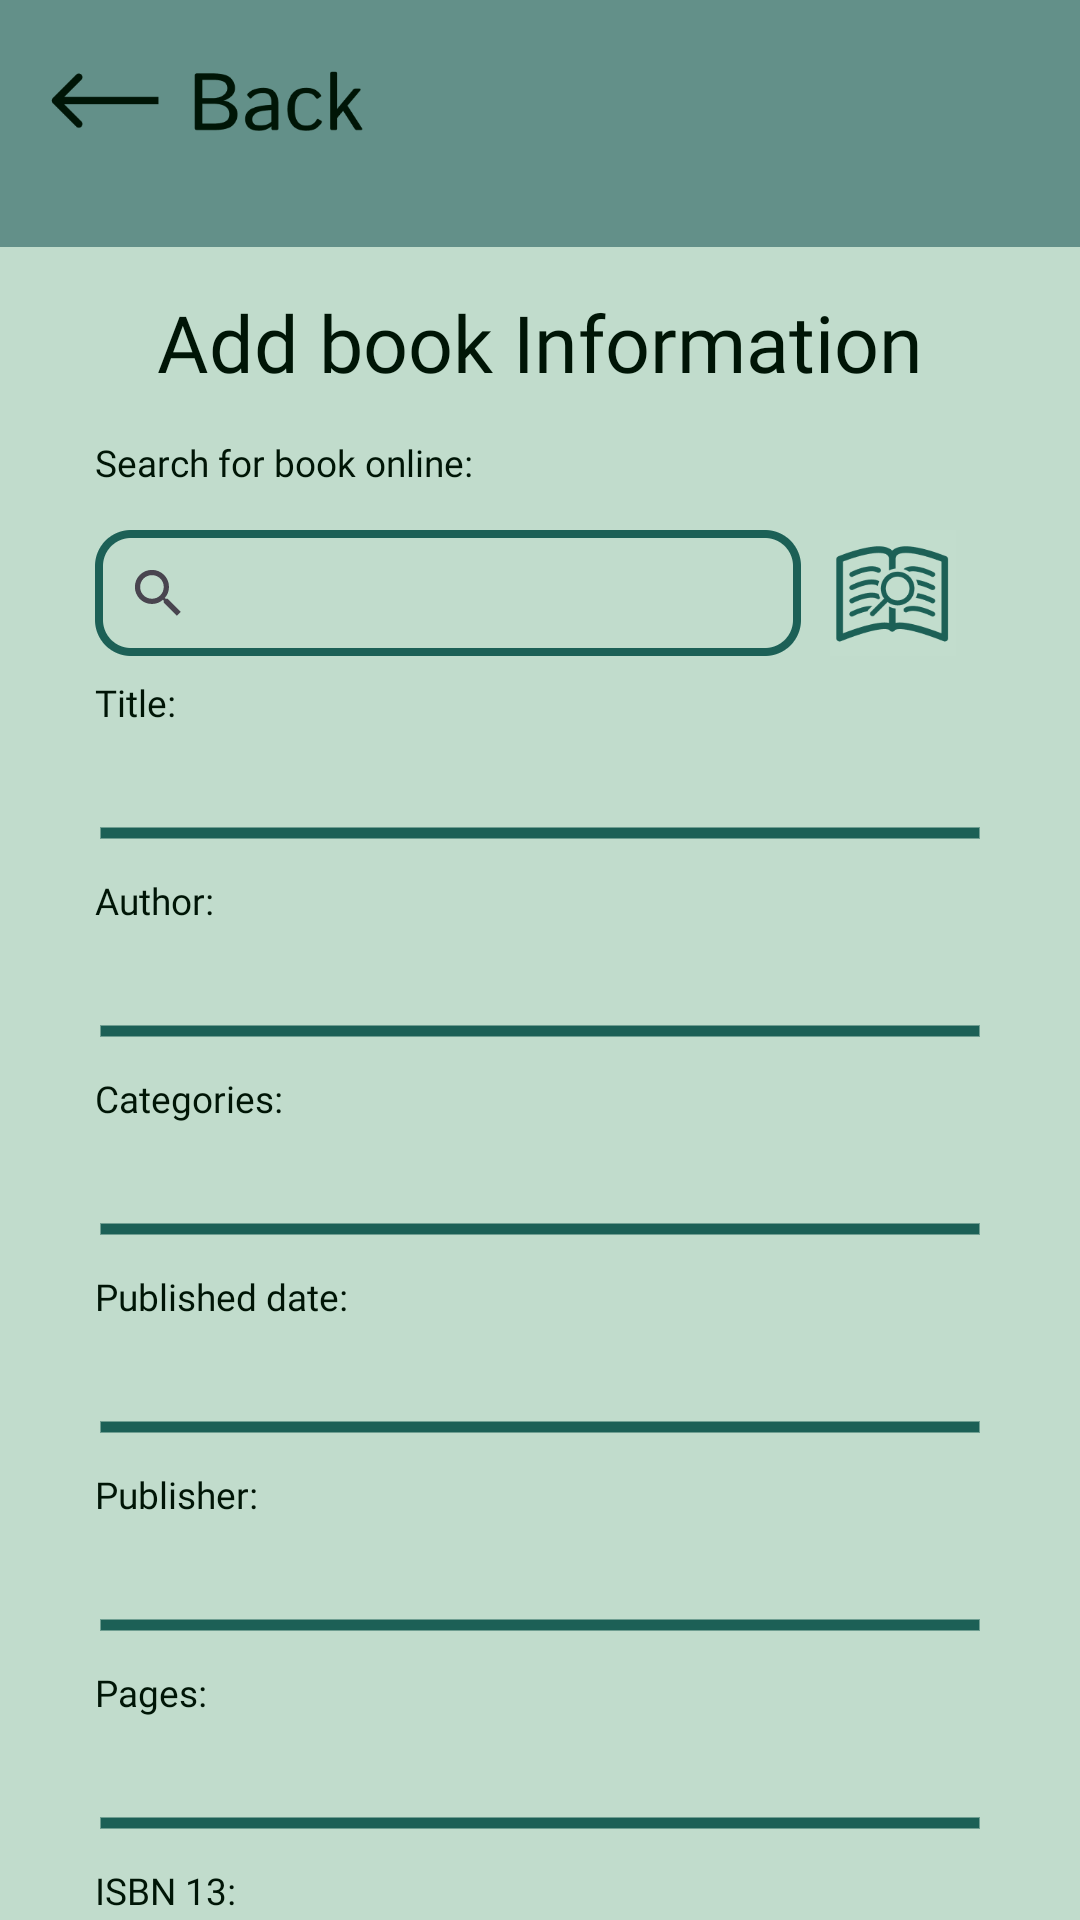 Back
Add book Information
Search for book online:
Title:
Author:
Categories:
Published date:
Publisher:
Pages:
ISBN 13: